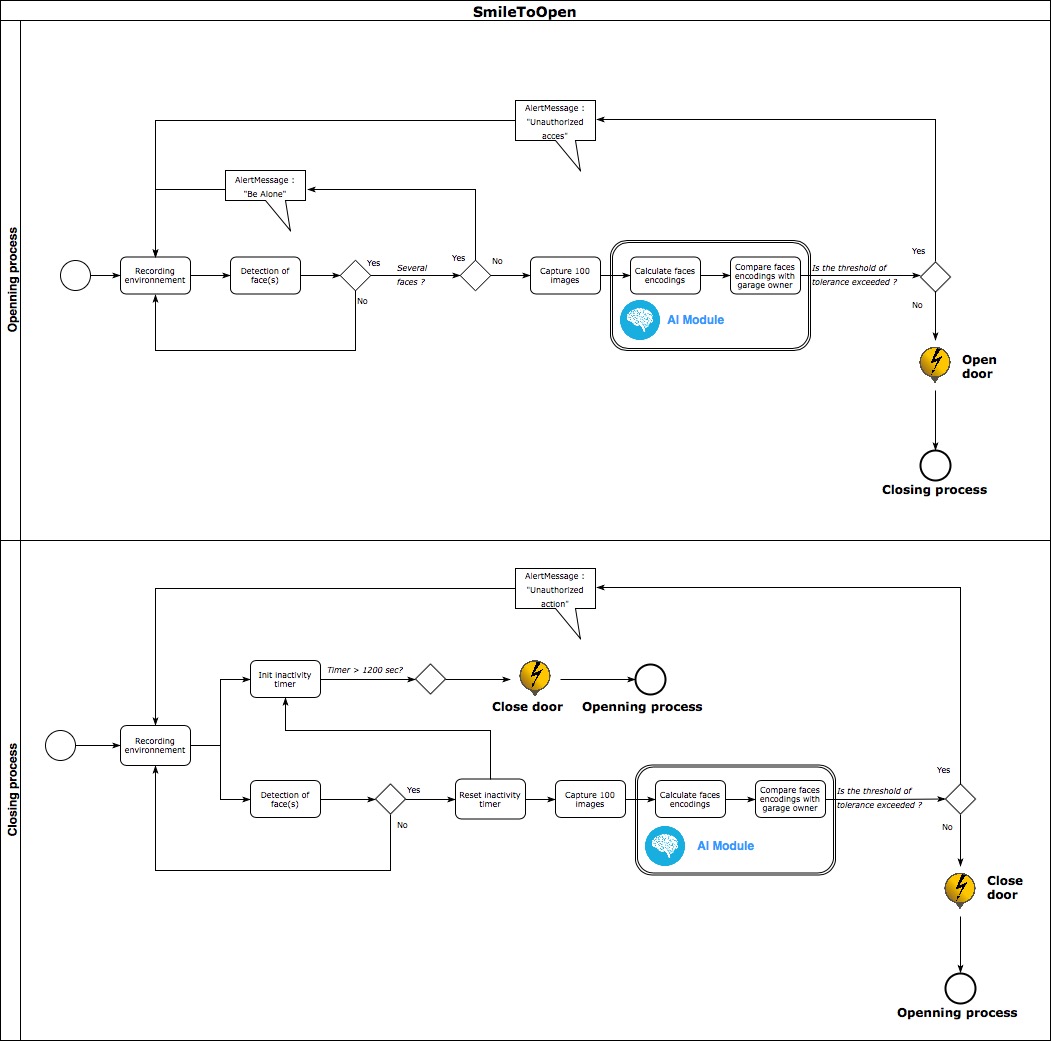 SmileToOpen
Openning process
AlertMessage :
"Unauthorized
acces"
AlertMessage :
"Be Alone"
Recording
environnement
Detection of
face(s)
Yes
No
Several
faces ?
Yes
No
Capture 100
images
Calculate faces
encodings
Compare faces
encodings with
garage owner
AI Module
Is the threshold of
tolerance exceeded ?
Yes
No
Open
door
Closing process
Closing process
AlertMessage :
"Unauthorized
action"
Init inactivity
timer
Timer > 1200 sec?
Close door
Openning process
Recording
environnement
Detection of
face(s)
Yes
No
Reset inactivity
timer
Capture 100
images
Calculate faces
encodings
Compare faces
encodings with
garage owner
AI Module
Is the threshold of
tolerance exceeded ?
Yes
No
Close
door
Openning process